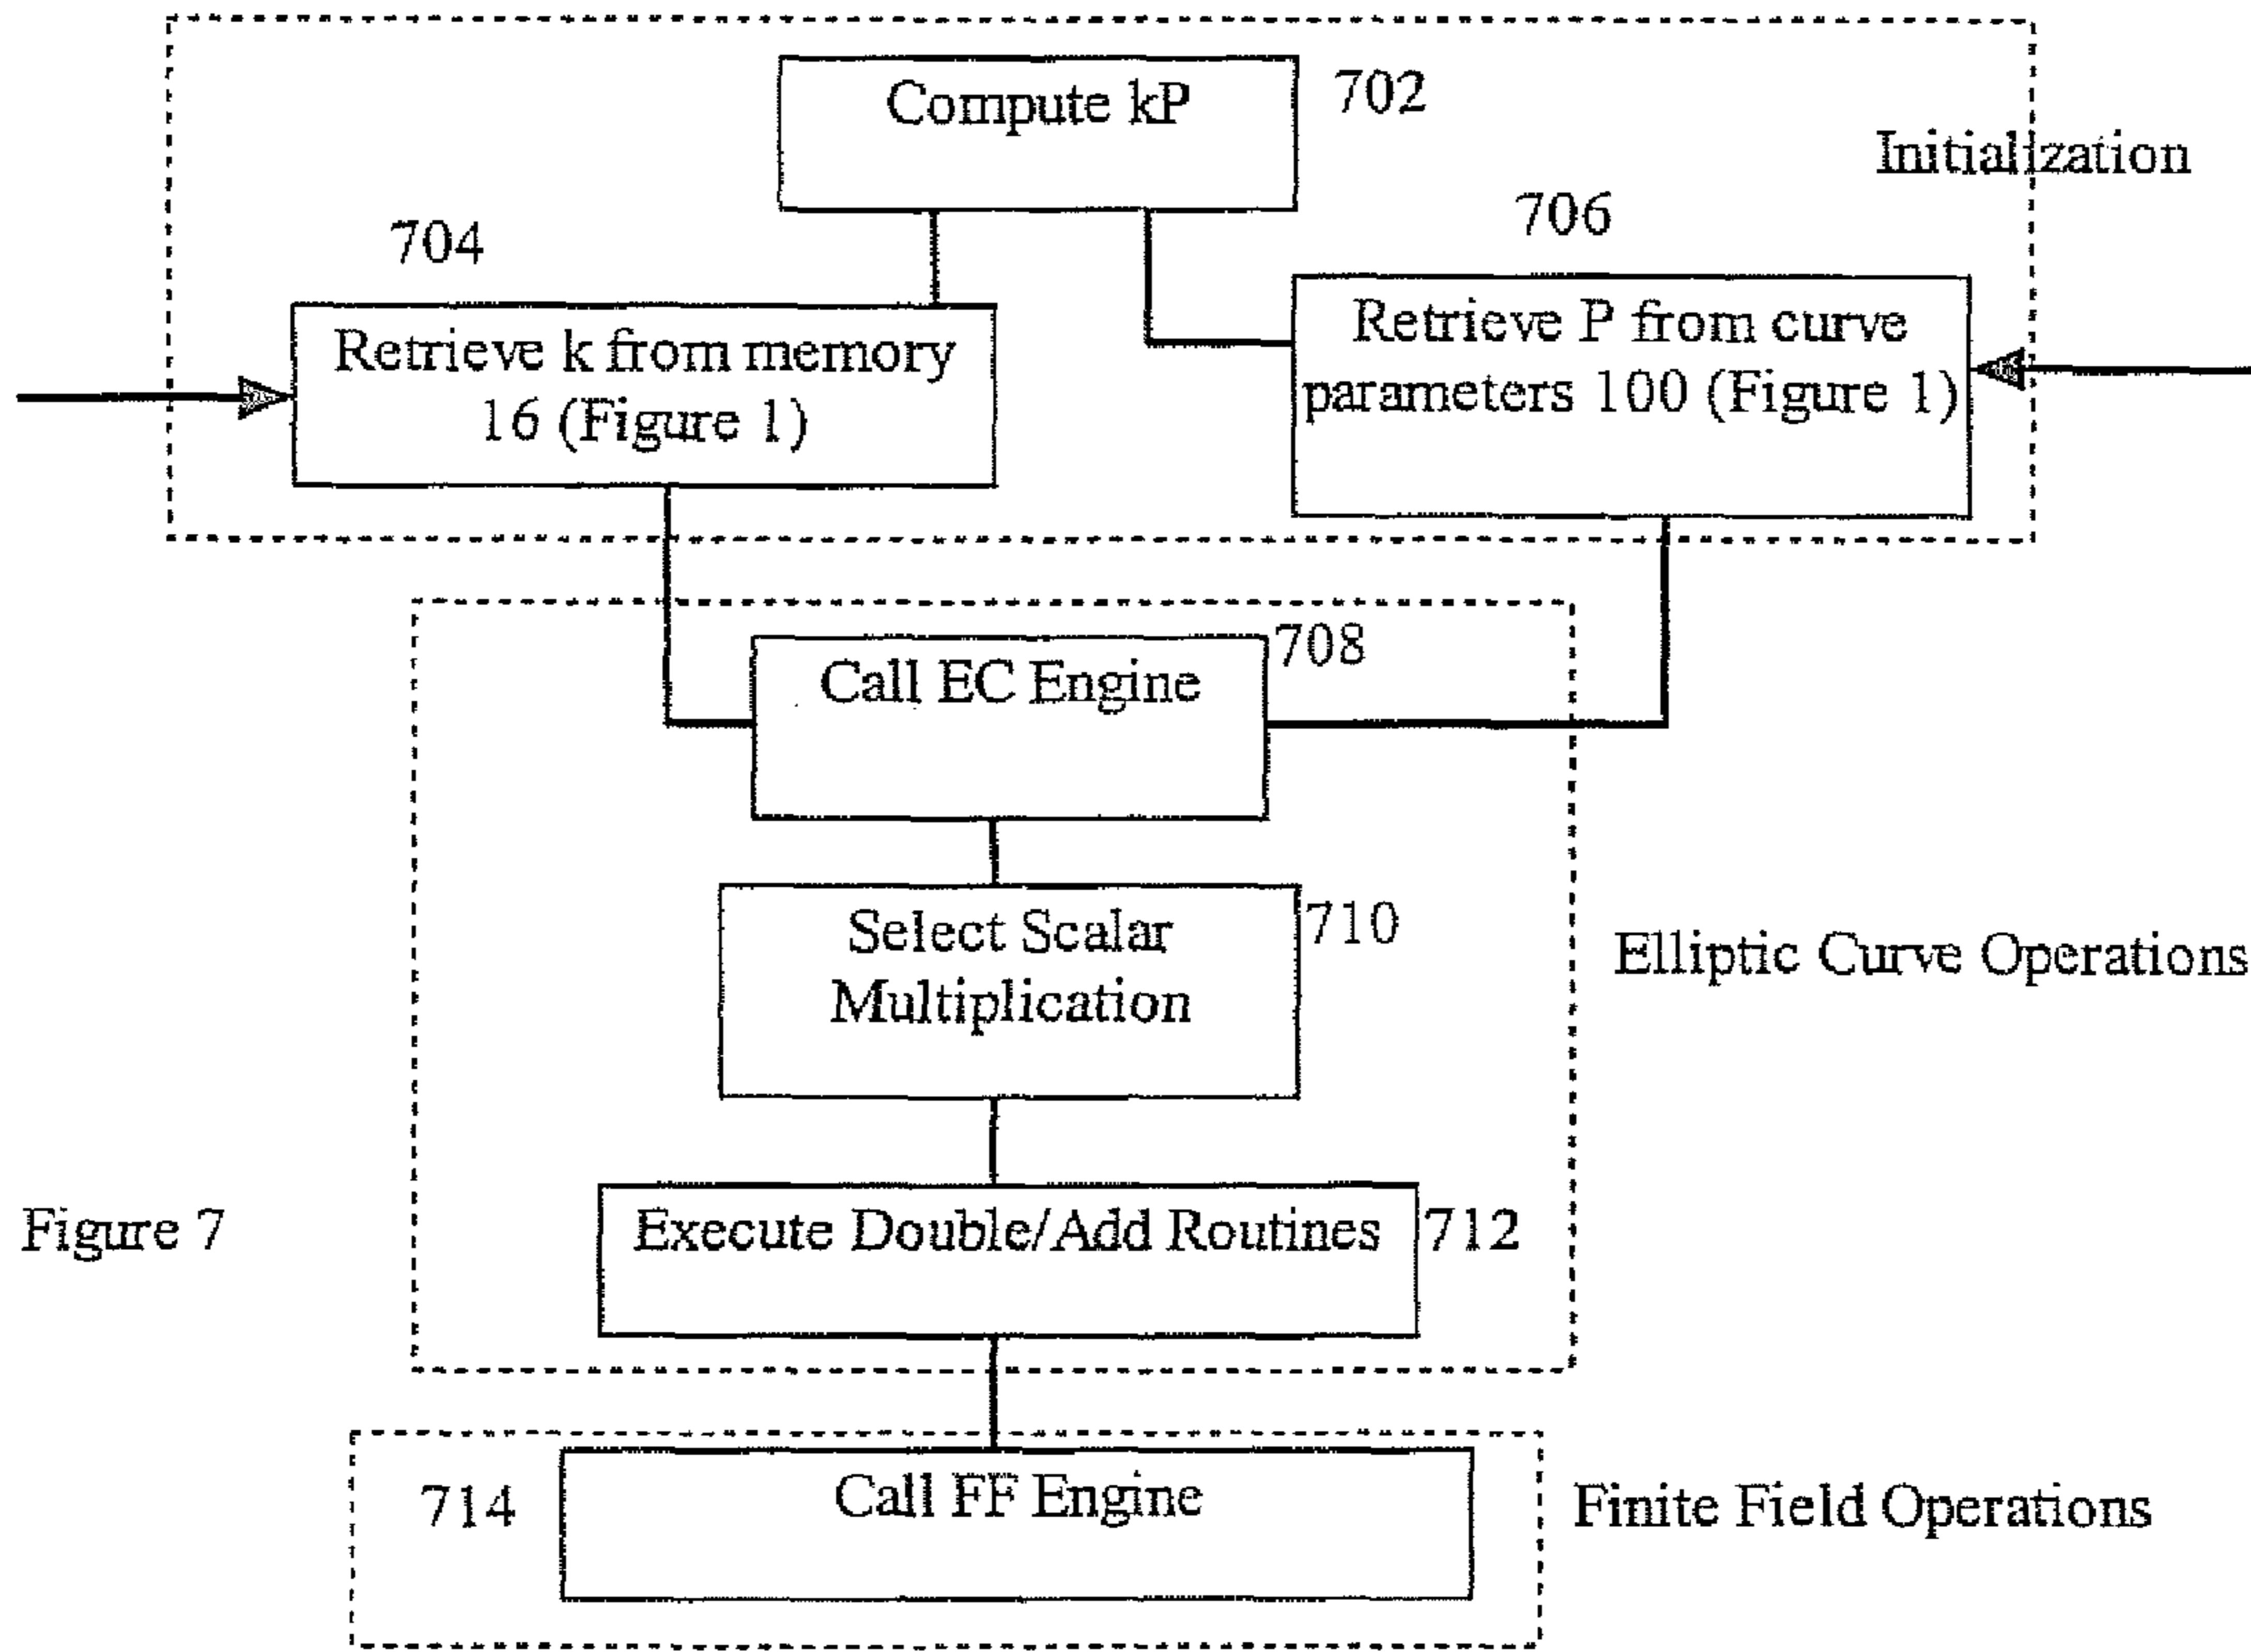 Compute kP
702
Initialization
704
706
Retrieve k from memory
16 (Figure 1)
Retrieve P from curve
parameters 100 (Figure 1)
708
Call EC Engine
710
Select Scalar
Multiplication
Elliptic Curve Operations
Figure 7
Execute Double/Add Routines
712
714
Call FF Engine
Finite Field Operations